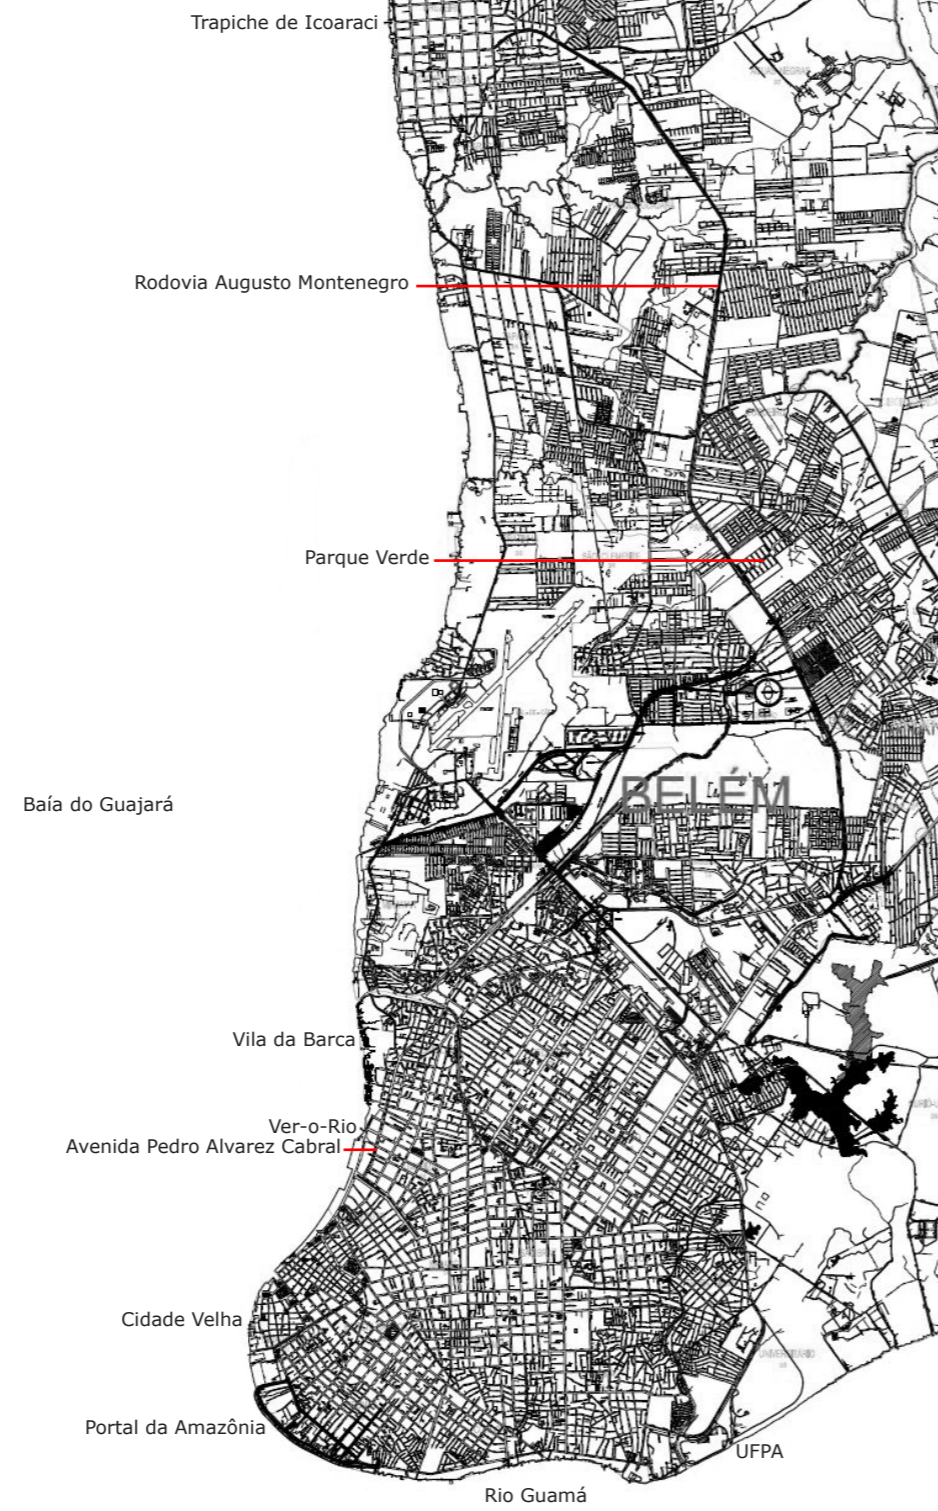 Trapiche de Icoaraci
Rodovia Augusto Montenegro
Parque Verde
BELÉM
Baía do Guajará
Vila da Barca
Ver-o-Rio
Avenida Pedro Alvarez Cabral
Cidade Velha
UNIVERSITÁRIO
Portal da Amazônia
UFPA
Rio Guamá